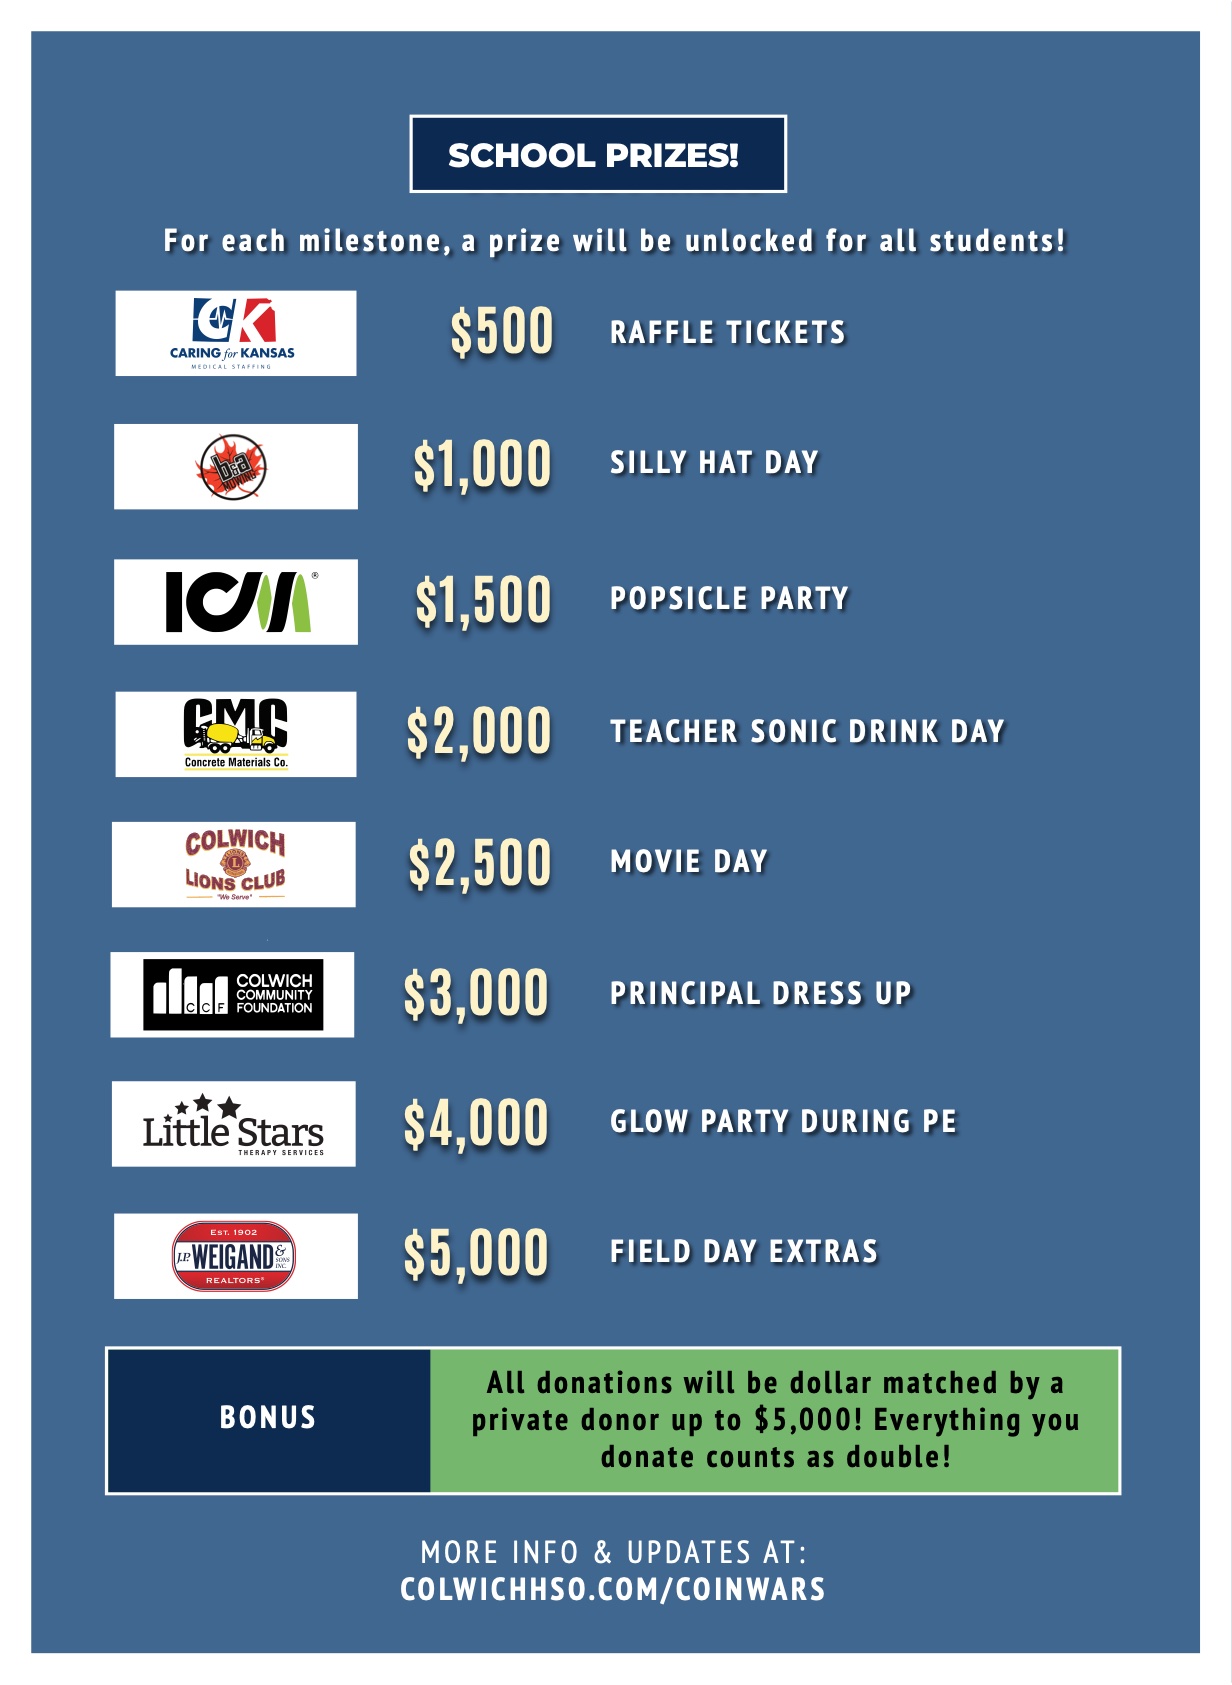 SCHOOL PRIZES!
For each milestone, a prize will be unlocked for all students!
CK
CARING for KANSAS
MEDICAL STAFFING
$500 RAFFLE TICKETS
b&a
MOWING
$1,000 SILLY HAT DAY
ICM®
$1,500 POPSICLE PARTY
CMC
Concrete Materials Co.
$2,000 TEACHER SONIC DRINK DAY
COLWICH
L
LIONS CLUB
"We Serve"
$2,500 MOVIE DAY
CCF
COLWICH
COMMUNITY
FOUNDATION
$3,000 PRINCIPAL DRESS UP
Little Stars
THERAPY SERVICES
$4,000 GLOW PARTY DURING PE
EST. 1902
J.P. WEIGAND & SONS INC.
REALTORS®
$5,000 FIELD DAY EXTRAS
BONUS
All donations will be dollar matched by a
private donor up to $5,000! Everything you
donate counts as double!
MORE INFO & UPDATES AT:
COLWICHHSO.COM/COINWARS